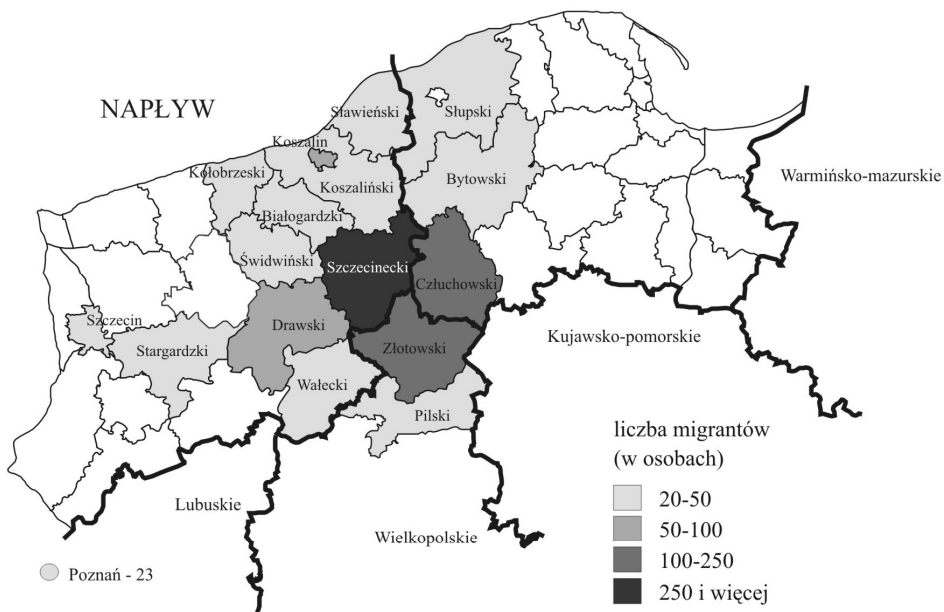 NAPŁYW
Sławieński
Słupski
Koszalin
Kołobrzeski
Koszaliński
Bytowski
Warmińsko-mazurskie
Białogardzki
Świdwiński
Szczecinecki
Człuchowski
Szczecin
Drawski
Stargardzki
Złotowski
Kujawsko-pomorskie
Wałecki
Pilski
liczba migrantów
(w osobach)
20-50
50-100
100-250
250 i więcej
Lubuskie
Wielkopolskie
Poznań - 23